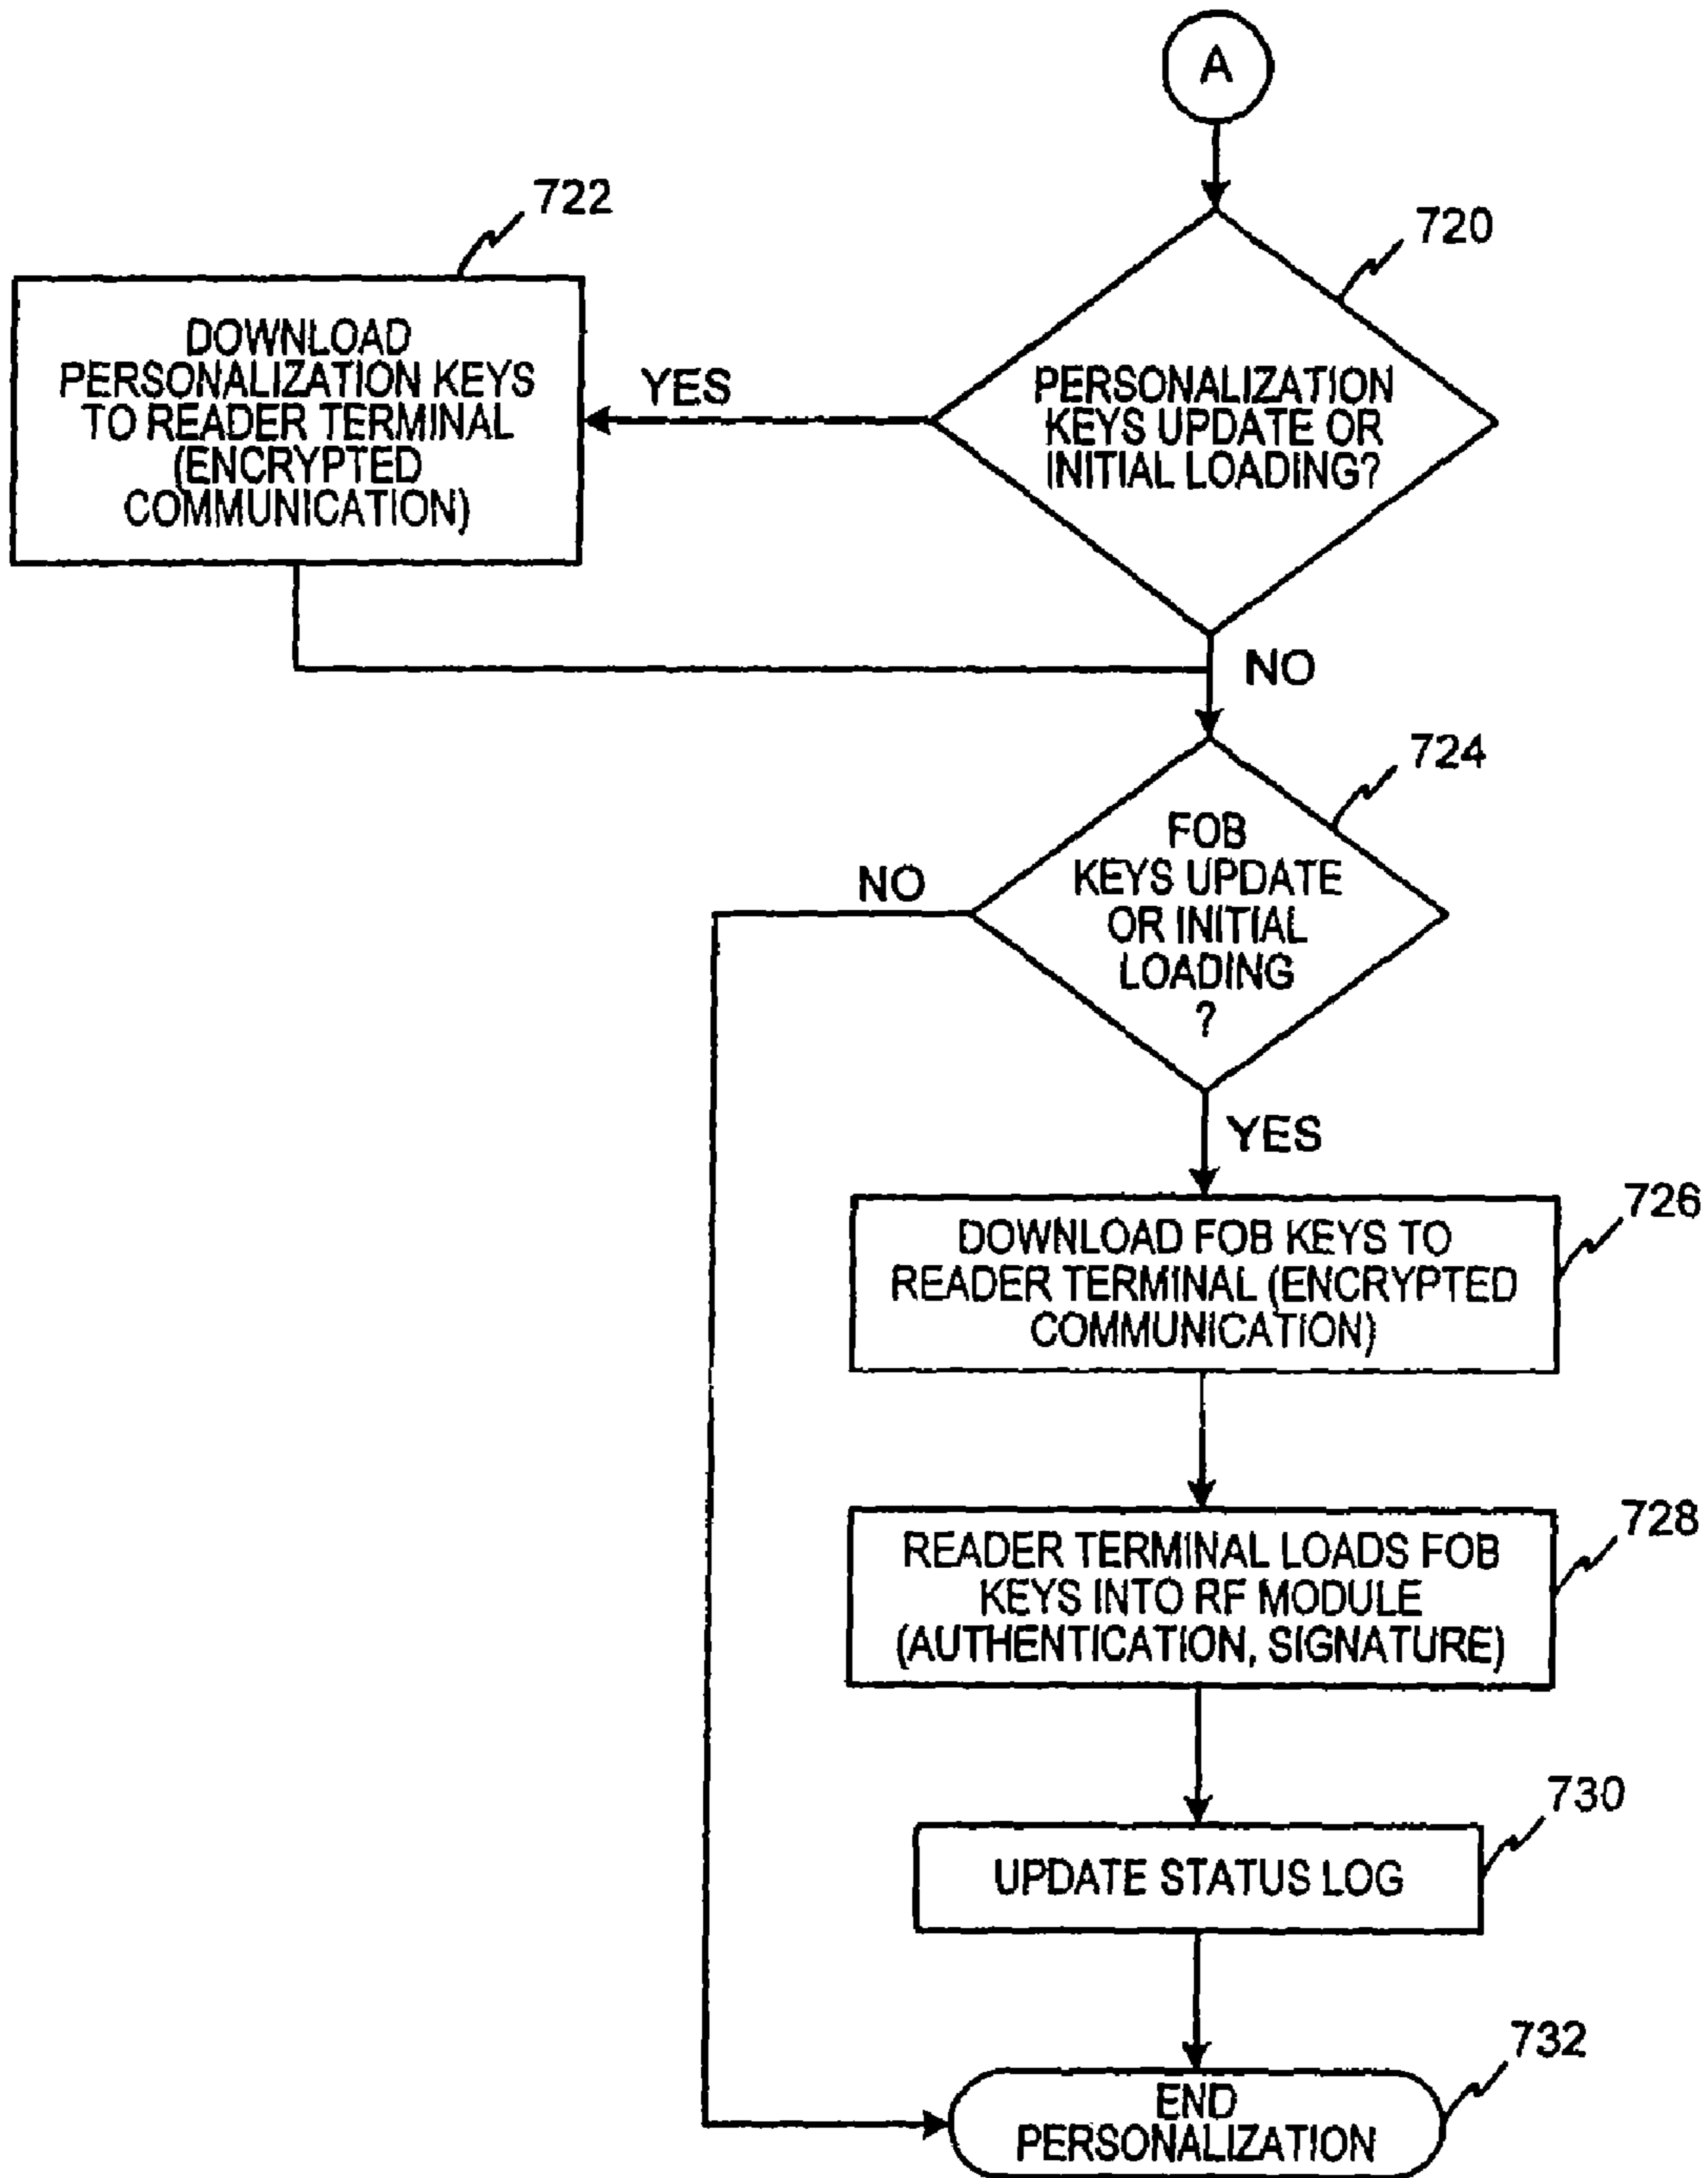 A
722
720
DOWNLOAD
PERSONALIZATION KEYS
TO READER TERMINAL
(ENCRYPTED
COMMUNICATION)
YES
PERSONALIZATION
KEYS UPDATE OR
INITIAL LOADING?
NO
724
FOB
KEYS UPDATE
OR INITIAL
LOADING
?
NO
YES
726
DOWNLOAD FOB KEYS TO
READER TERMINAL (ENCRYPTED
COMMUNICATION)
728
READER TERMINAL LOADS FOB
KEYS INTO RF MODULE
(AUTHENTICATION, SIGNATURE)
730
UPDATE STATUS LOG
732
END
PERSONALIZATION